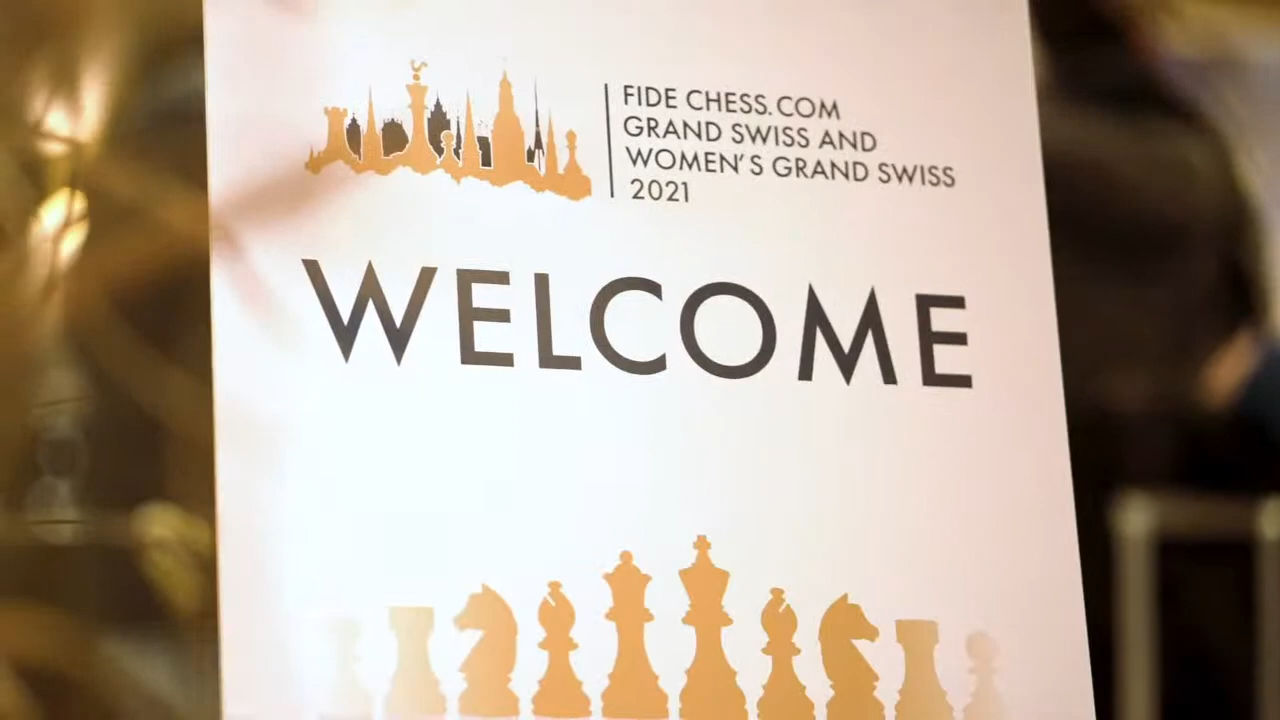 FIDE CHESS.COM
GRAND SWISS AND
WOMEN'S GRAND SWISS
2021
WELCOME